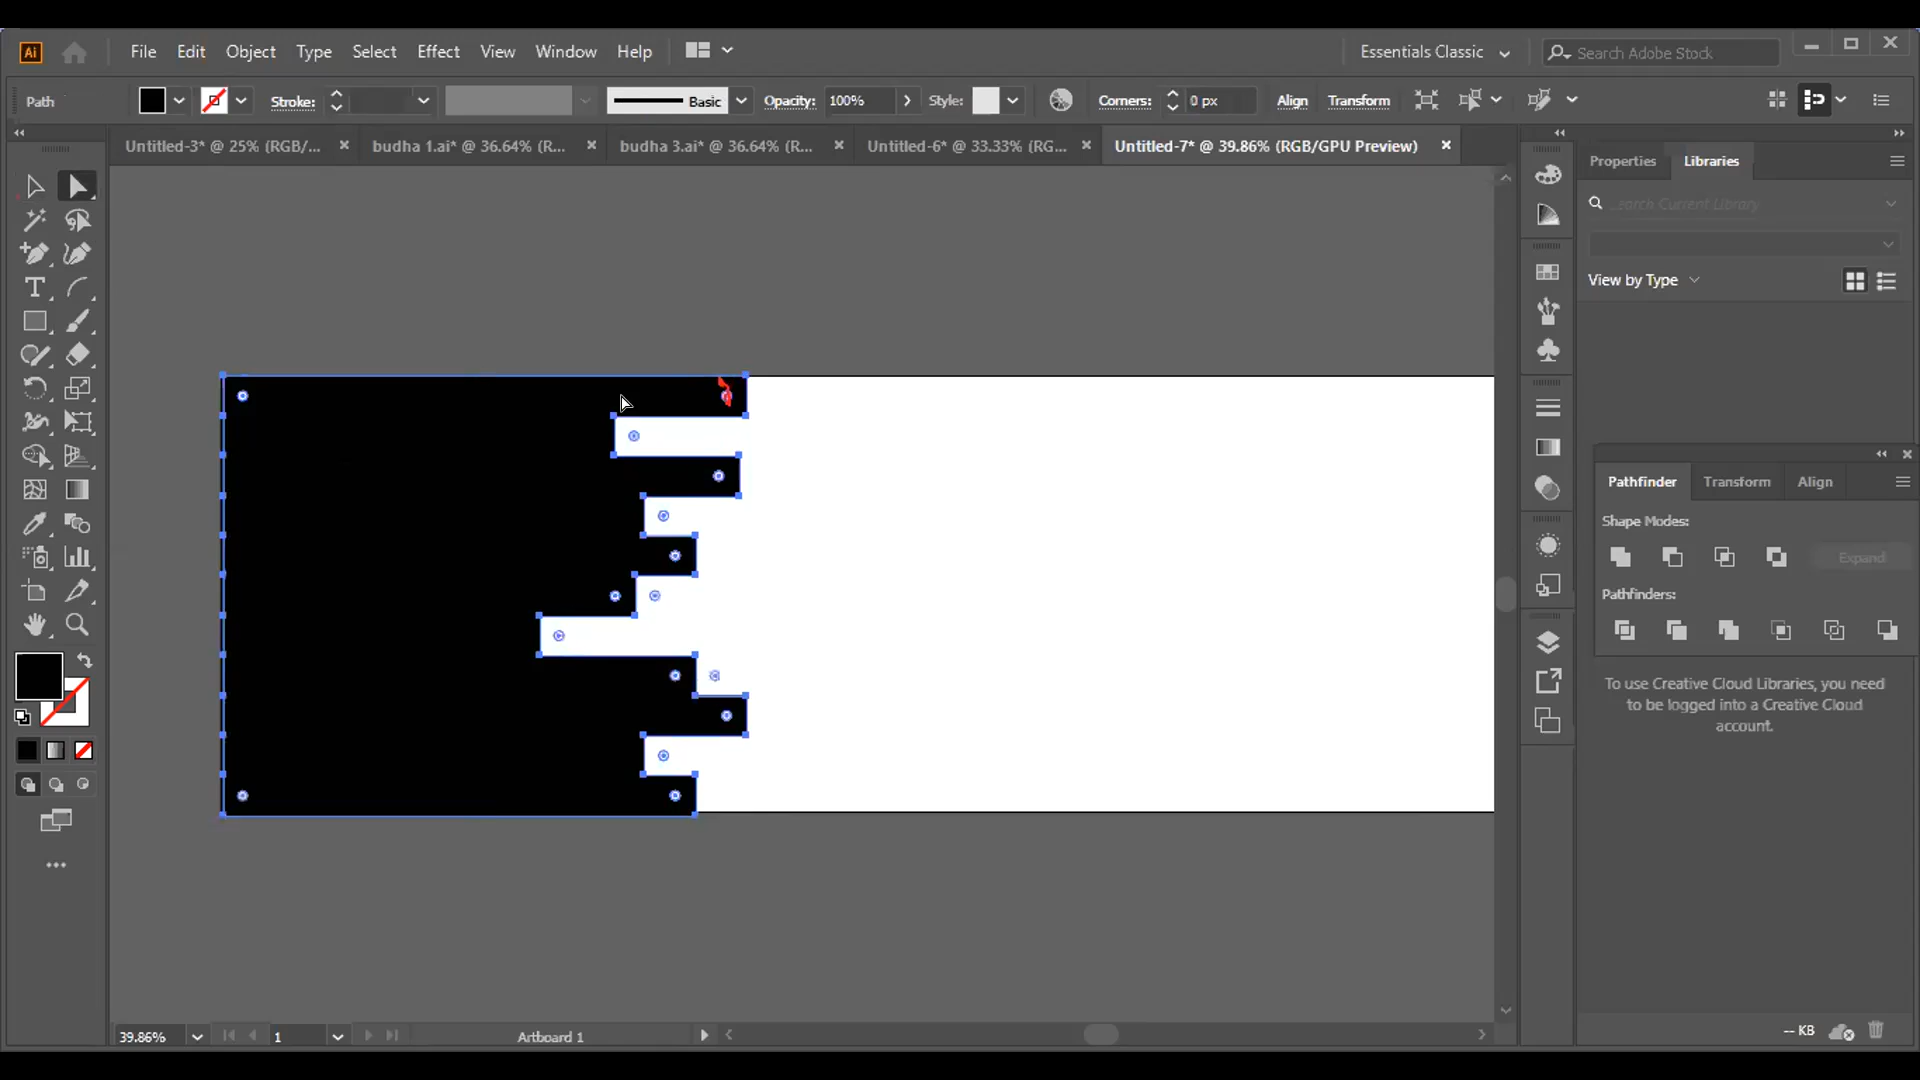 Ai File Edit Object Type Select Effect View Window Help Essentials Classic Search Adobe Stock
Path Stroke: Basic Opacity: 100% Style: Corners: 0 px Align Transform
Untitled-3* @ 25% (RGB/... budha 1.ai* @ 36.64% (R... budha 3.ai* @ 36.64% (R... Untitled-6* @ 33.33% (RG... Untitled-7* @ 39.86% (RGB/GPU Preview)
Properties Libraries
Search Current Library
View by Type
Pathfinder Transform Align
Shape Modes:
Expand
Pathfinders:
To use Creative Cloud Libraries, you need
to be logged into a Creative Cloud
account.
39.86% 1 Artboard 1
-- KB